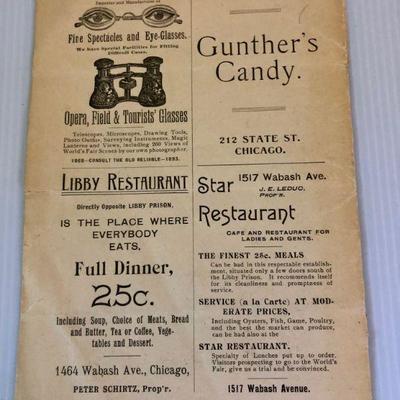 Importer and Manufacturer of
Fine Spectacles and Eye-Glasses.
We have Special Facilities for Fitting
Difficult Cases.
Opera, Field & Tourists' Glasses
Telescopes, Microscopes, Drawing Tools,
Photo Outfits, Surveying Instruments, Magic
Lanterns and Views, including 200 Views of
World's Fair Scenes by our own photographer.
CONSULT THE OLD RELIABLE—1893.
LIBBY RESTAURANT
Directly Opposite LIBBY PRISON,
IS THE PLACE WHERE
EVERYBODY
EATS.
Full Dinner,
25c.
Including Soup, Choice of Meats, Bread
and Butter, Tea or Coffee, Vege-
tables and Dessert.
1464 Wabash Ave., Chicago,
PETER SCHIRTZ, Prop'r.
Gunther's
Candy.
212 STATE ST.
CHICAGO.
Star 1517 Wabash Ave.
J. E. LEDUC,
PROP'R.
Restaurant
CAFE AND RESTAURANT FOR
LADIES AND GENTS.
THE FINEST 25c. MEALS
Can be had in this respectable establish-
ment, situated only a few doors south of
the Libby Prison. It recommends itself
for its cleanliness and promptness of
service.
SERVICE (a la Carte) AT MOD-
ERATE PRICES,
Including Oysters, Fish, Game, Poultry,
and the best the market can produce,
can be had also at the
STAR RESTAURANT.
Specialty of Lunches put up to order.
Visitors prospecting to go to the World's
Fair, give us a trial and be convinced.
1517 Wabash Avenue.